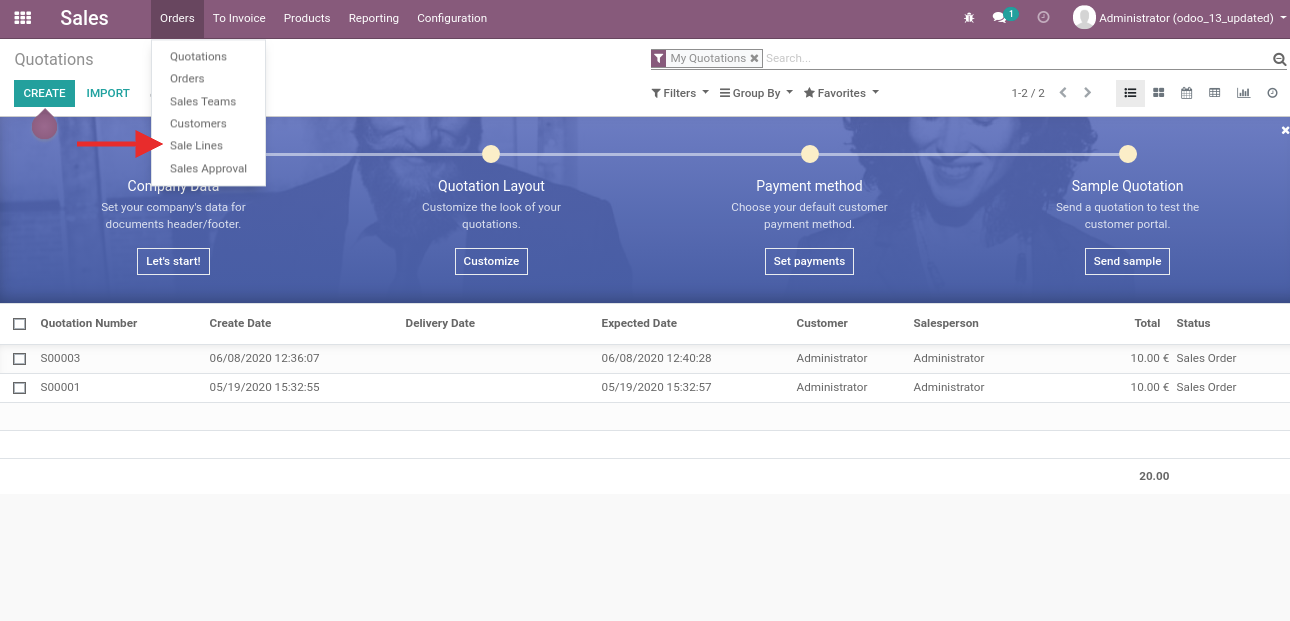 Sales
Orders
To Invoice
Products
Reporting
Configuration
1
Administrator (odoo_13_updated)
Quotations
Orders
Sales Teams
Customers
Sale Lines
Sales Approval
Quotations
My Quotations
Search...
CREATE
IMPORT
Filters
Group By
Favorites
1-2 / 2
Company Data
Set your company's data for
documents header/footer.
Let's start!
Quotation Layout
Customize the look of your
quotations.
Customize
Payment method
Choose your default customer
payment method.
Set payments
Sample Quotation
Send a quotation to test the
customer portal.
Send sample
Quotation Number Create Date Delivery Date Expected Date Customer Salesperson Total Status
S00003 06/08/2020 12:36:07 06/08/2020 12:40:28 Administrator Administrator 10.00 € Sales Order
S00001 05/19/2020 15:32:55 05/19/2020 15:32:57 Administrator Administrator 10.00 € Sales Order
20.00